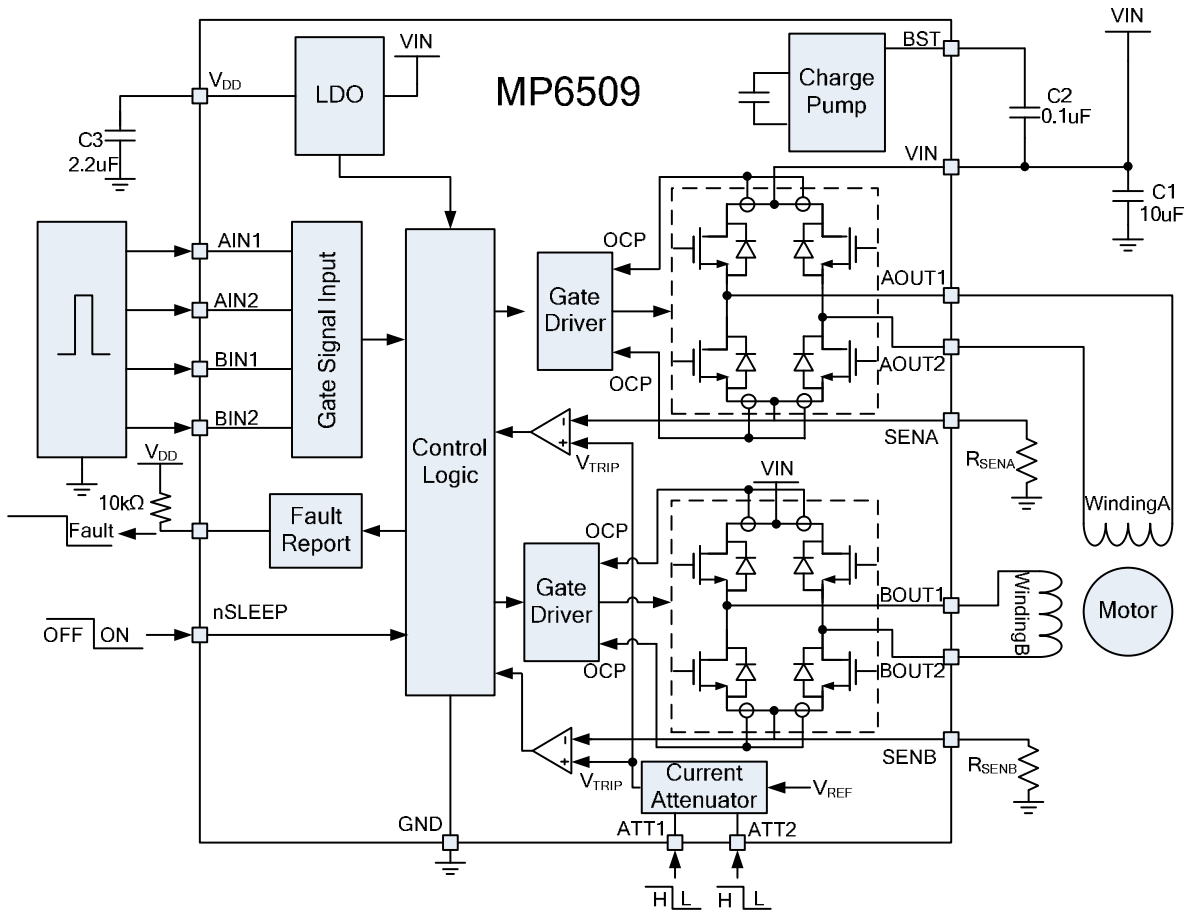 VIN
BST
VIN
MP6509
VDD
LDO
Charge
Pump
C2
0.1uF
C3
2.2uF
VIN
C1
10uF
AIN1
AIN2
BIN1
BIN2
Gate Signal Input
OCP
Gate
Driver
OCP
AOUT1
AOUT2
Control
Logic
VTRIP
SENA
RSENA
VDD
10kΩ
Fault
Fault
Report
VIN
OCP
Gate
Driver
OCP
WindingA
BOUT1
WindingB
BOUT2
Motor
nSLEEP
OFF
ON
VTRIP
SENB
RSENB
Current
Attenuator
VREF
GND
ATT1
ATT2
H
L
H
L